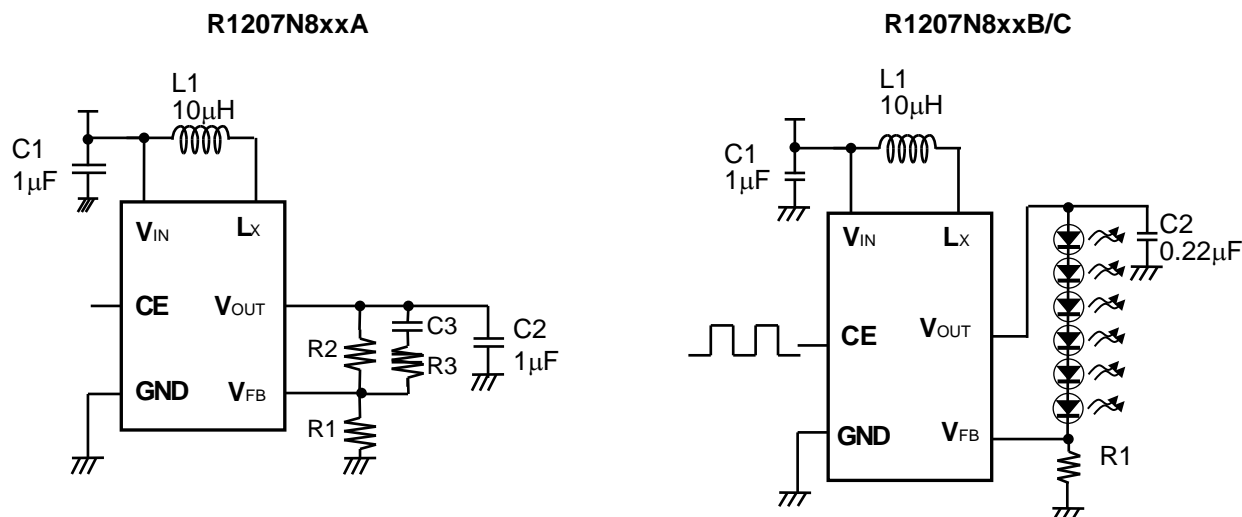 R1207N8xxA
L1
10μH
C1
1μF
VIN
LX
CE
VOUT
C3
C2
1μF
R2
R3
GND
VFB
R1
R1207N8xxB/C
L1
10μH
C1
1μF
VIN
LX
C2
0.22μF
CE
VOUT
GND
VFB
R1